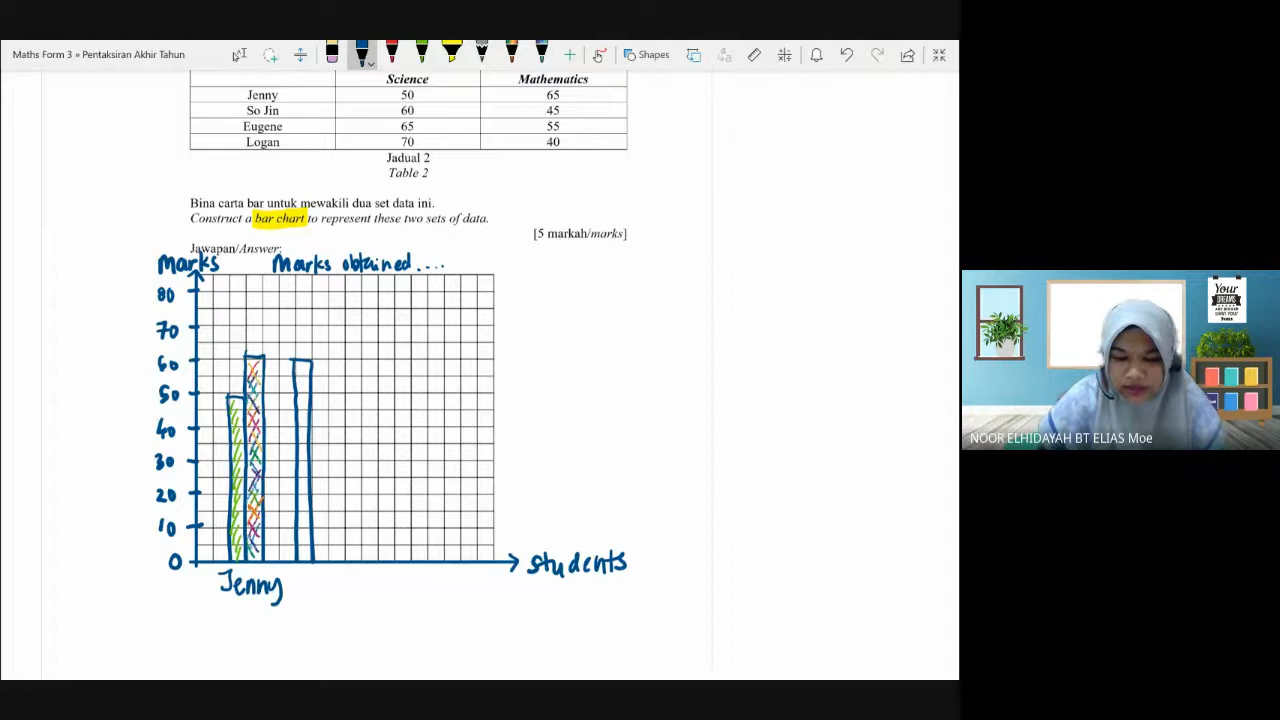 Maths Form 3 » Pentaksiran Akhir Tahun
Shapes
Science Mathematics
Jenny 50 65
So Jin 60 45
Eugene 65 55
Logan 70 40
Jadual 2
Table 2
Bina carta bar untuk mewakili dua set data ini.
Construct a bar chart to represent these two sets of data.
[5 markah/marks]
Jawapan/Answer:
Marks Marks obtained ....
80
70
60
50
40
30
20
10
0
students
Jenny
Your
DREAMS
NOOR ELHIDAYAH BT ELIAS Moe